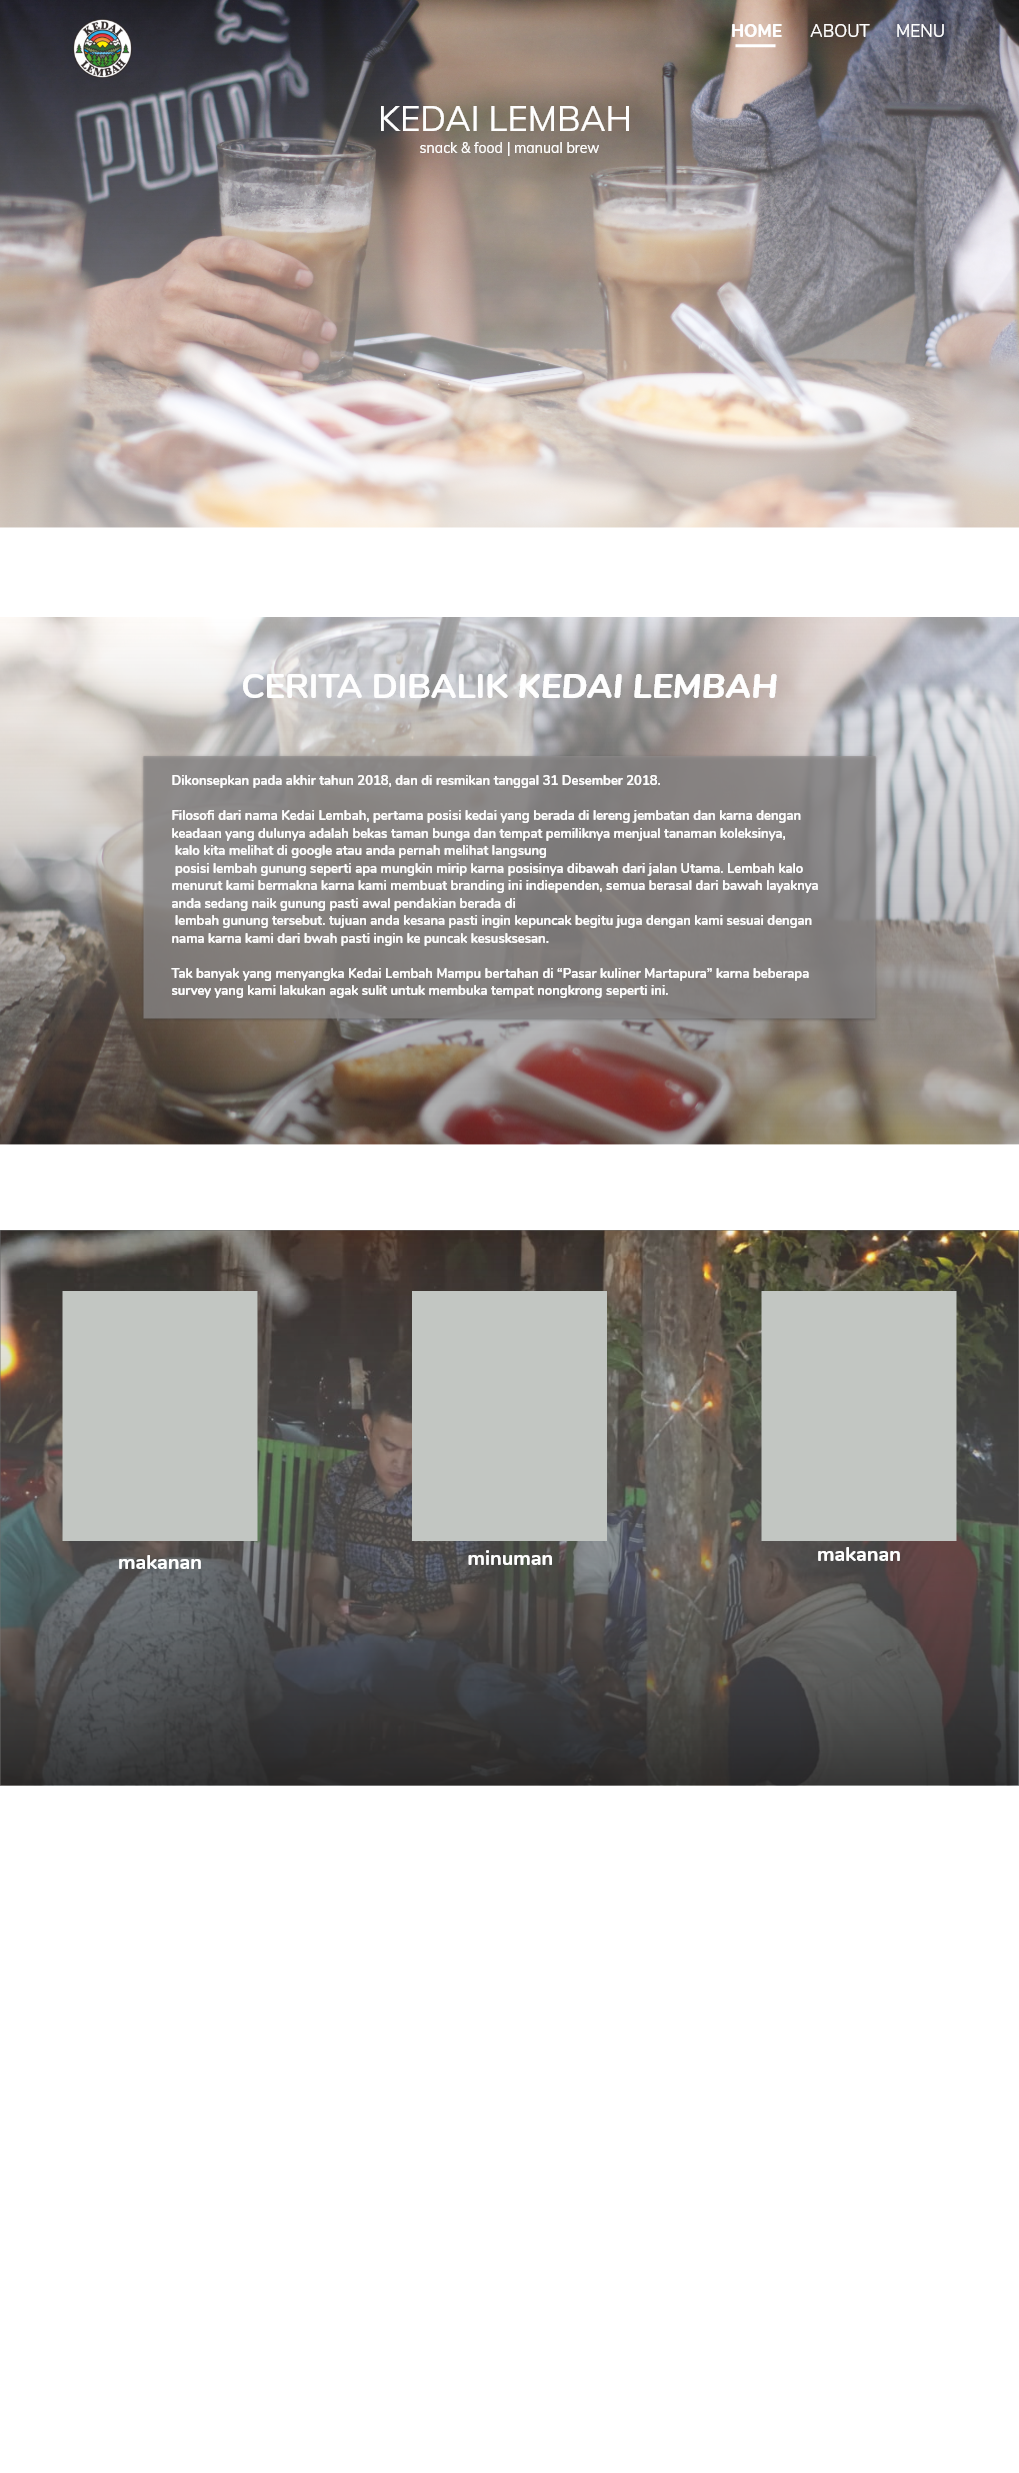 KEDAI
LEMBAH
HOME ABOUT MENU
PUMA
KEDAI LEMBAH
snack & food | manual brew
CERITA DIBALIK KEDAI LEMBAH
Dikonsepkan pada akhir tahun 2018, dan di resmikan tanggal 31 Desember 2018.
Filosofi dari nama Kedai Lembah, pertama posisi kedai yang berada di lereng jembatan dan karna dengan
keadaan yang dulunya adalah bekas taman bunga dan tempat pemiliknya menjual tanaman koleksinya,
kalo kita melihat di google atau anda pernah melihat langsung
posisi lembah gunung seperti apa mungkin mirip karna posisinya dibawah dari jalan Utama. Lembah kalo
menurut kami bermakna karna kami membuat branding ini indiependen, semua berasal dari bawah layaknya
anda sedang naik gunung pasti awal pendakian berada di
lembah gunung tersebut. tujuan anda kesana pasti ingin kepuncak begitu juga dengan kami sesuai dengan
nama karna kami dari bwah pasti ingin ke puncak kesusksesan.
Tak banyak yang menyangka Kedai Lembah Mampu bertahan di “Pasar kuliner Martapura” karna beberapa
survey yang kami lakukan agak sulit untuk membuka tempat nongkrong seperti ini.
makanan
minuman
makanan